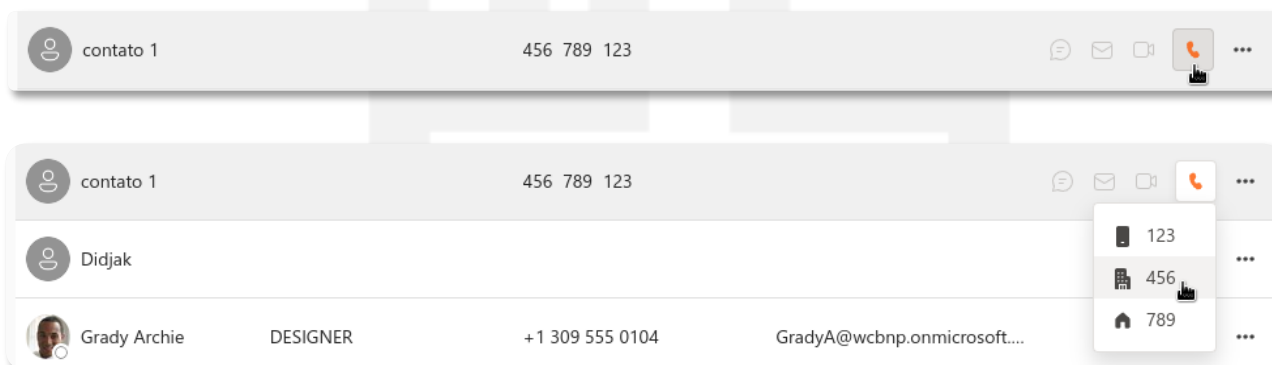 contato 1 456 789 123
contato 1 456 789 123
123
Didjak
456
789
Grady Archie DESIGNER +1 309 555 0104 GradyA@wcbnp.onmicrosoft....